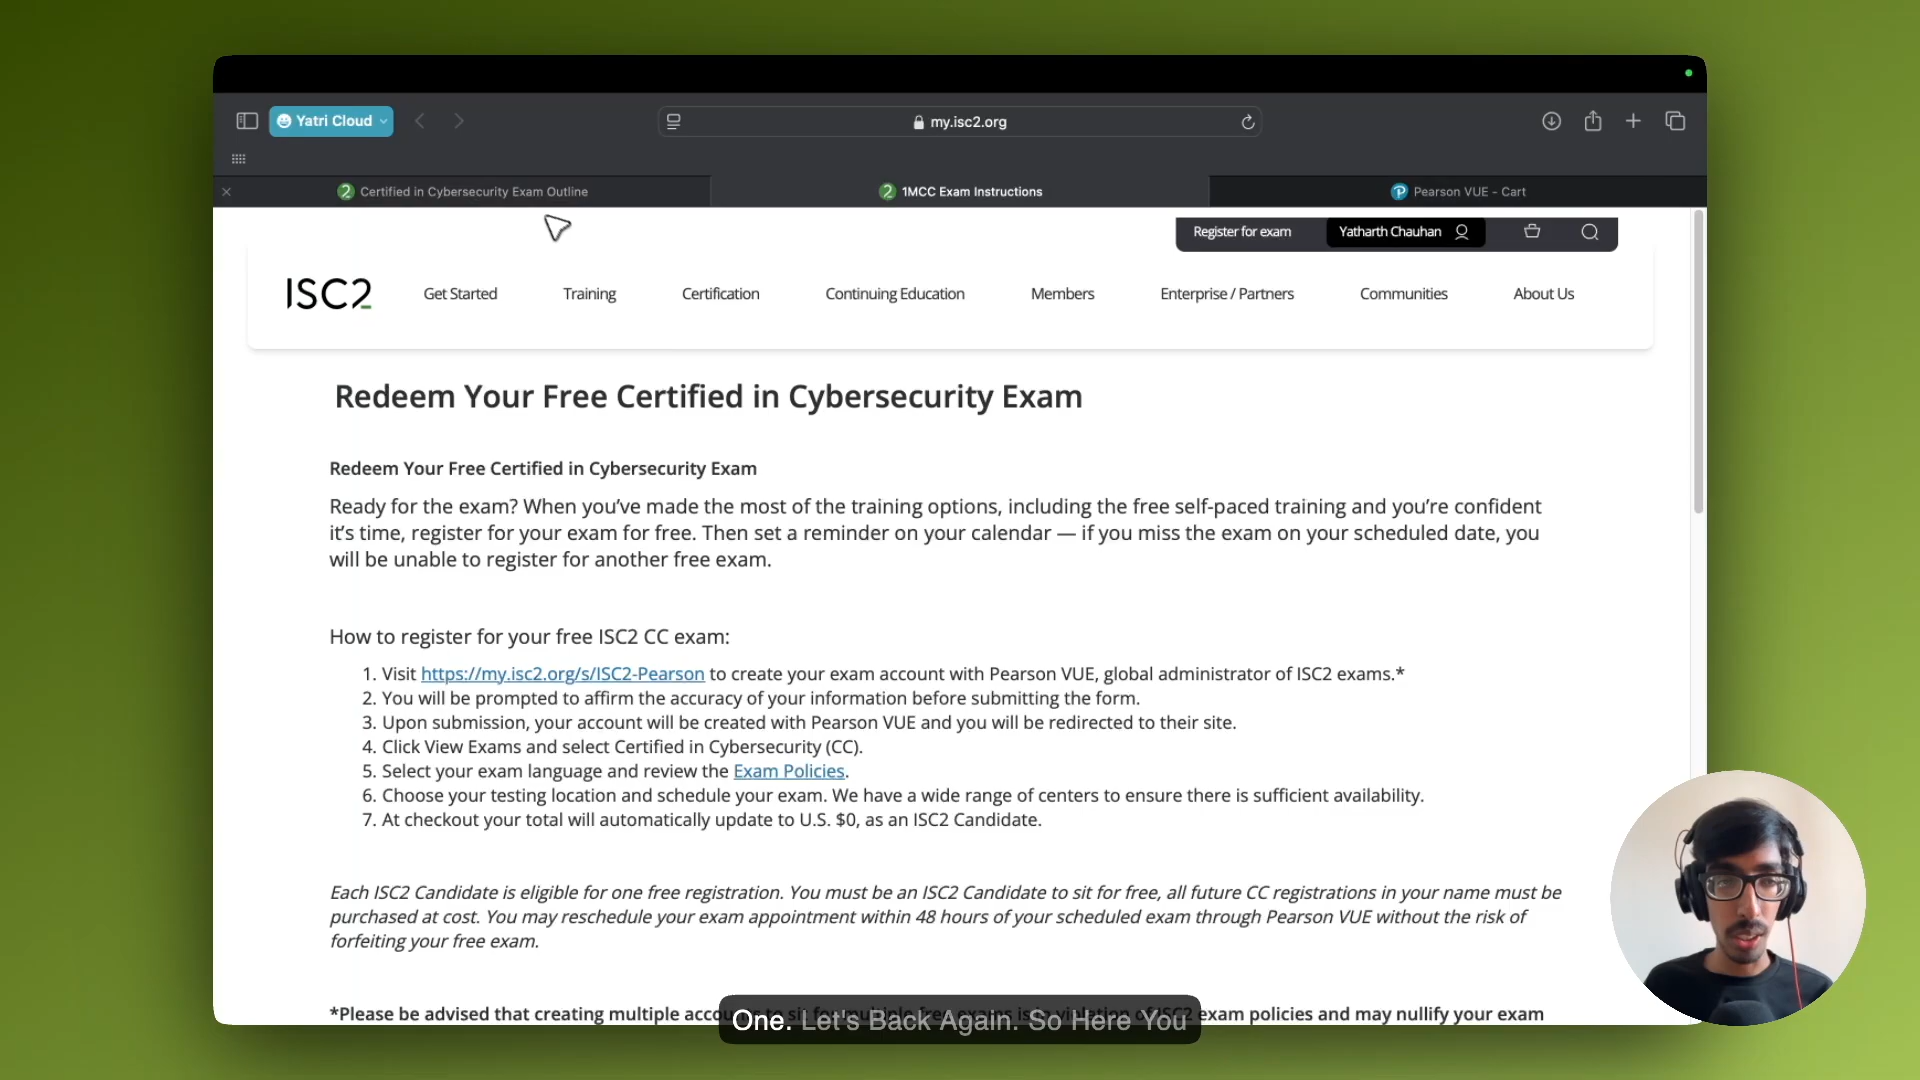 Yatri Cloud
my.isc2.org
Certified in Cybersecurity Exam Outline
1MCC Exam Instructions
Pearson VUE - Cart
Register for exam
Yatharth Chauhan
ISC2
Get Started
Training
Certification
Continuing Education
Members
Enterprise / Partners
Communities
About Us
Redeem Your Free Certified in Cybersecurity Exam
Redeem Your Free Certified in Cybersecurity Exam
Ready for the exam? When you’ve made the most of the training options, including the free self-paced training and you’re confident
it’s time, register for your exam for free. Then set a reminder on your calendar — if you miss the exam on your scheduled date, you
will be unable to register for another free exam.
How to register for your free ISC2 CC exam:
1. Visit https://my.isc2.org/s/ISC2-Pearson to create your exam account with Pearson VUE, global administrator of ISC2 exams.*
2. You will be prompted to affirm the accuracy of your information before submitting the form.
3. Upon submission, your account will be created with Pearson VUE and you will be redirected to their site.
4. Click View Exams and select Certified in Cybersecurity (CC).
5. Select your exam language and review the Exam Policies.
6. Choose your testing location and schedule your exam. We have a wide range of centers to ensure there is sufficient availability.
7. At checkout your total will automatically update to U.S. $0, as an ISC2 Candidate.
Each ISC2 Candidate is eligible for one free registration. You must be an ISC2 Candidate to sit for free, all future CC registrations in your name must be
purchased at cost. You may reschedule your exam appointment within 48 hours of your scheduled exam through Pearson VUE without the risk of
forfeiting your free exam.
*Please be advised that creating multiple exam policies and may nullify your exam
One. Let's Back Again. So Here You